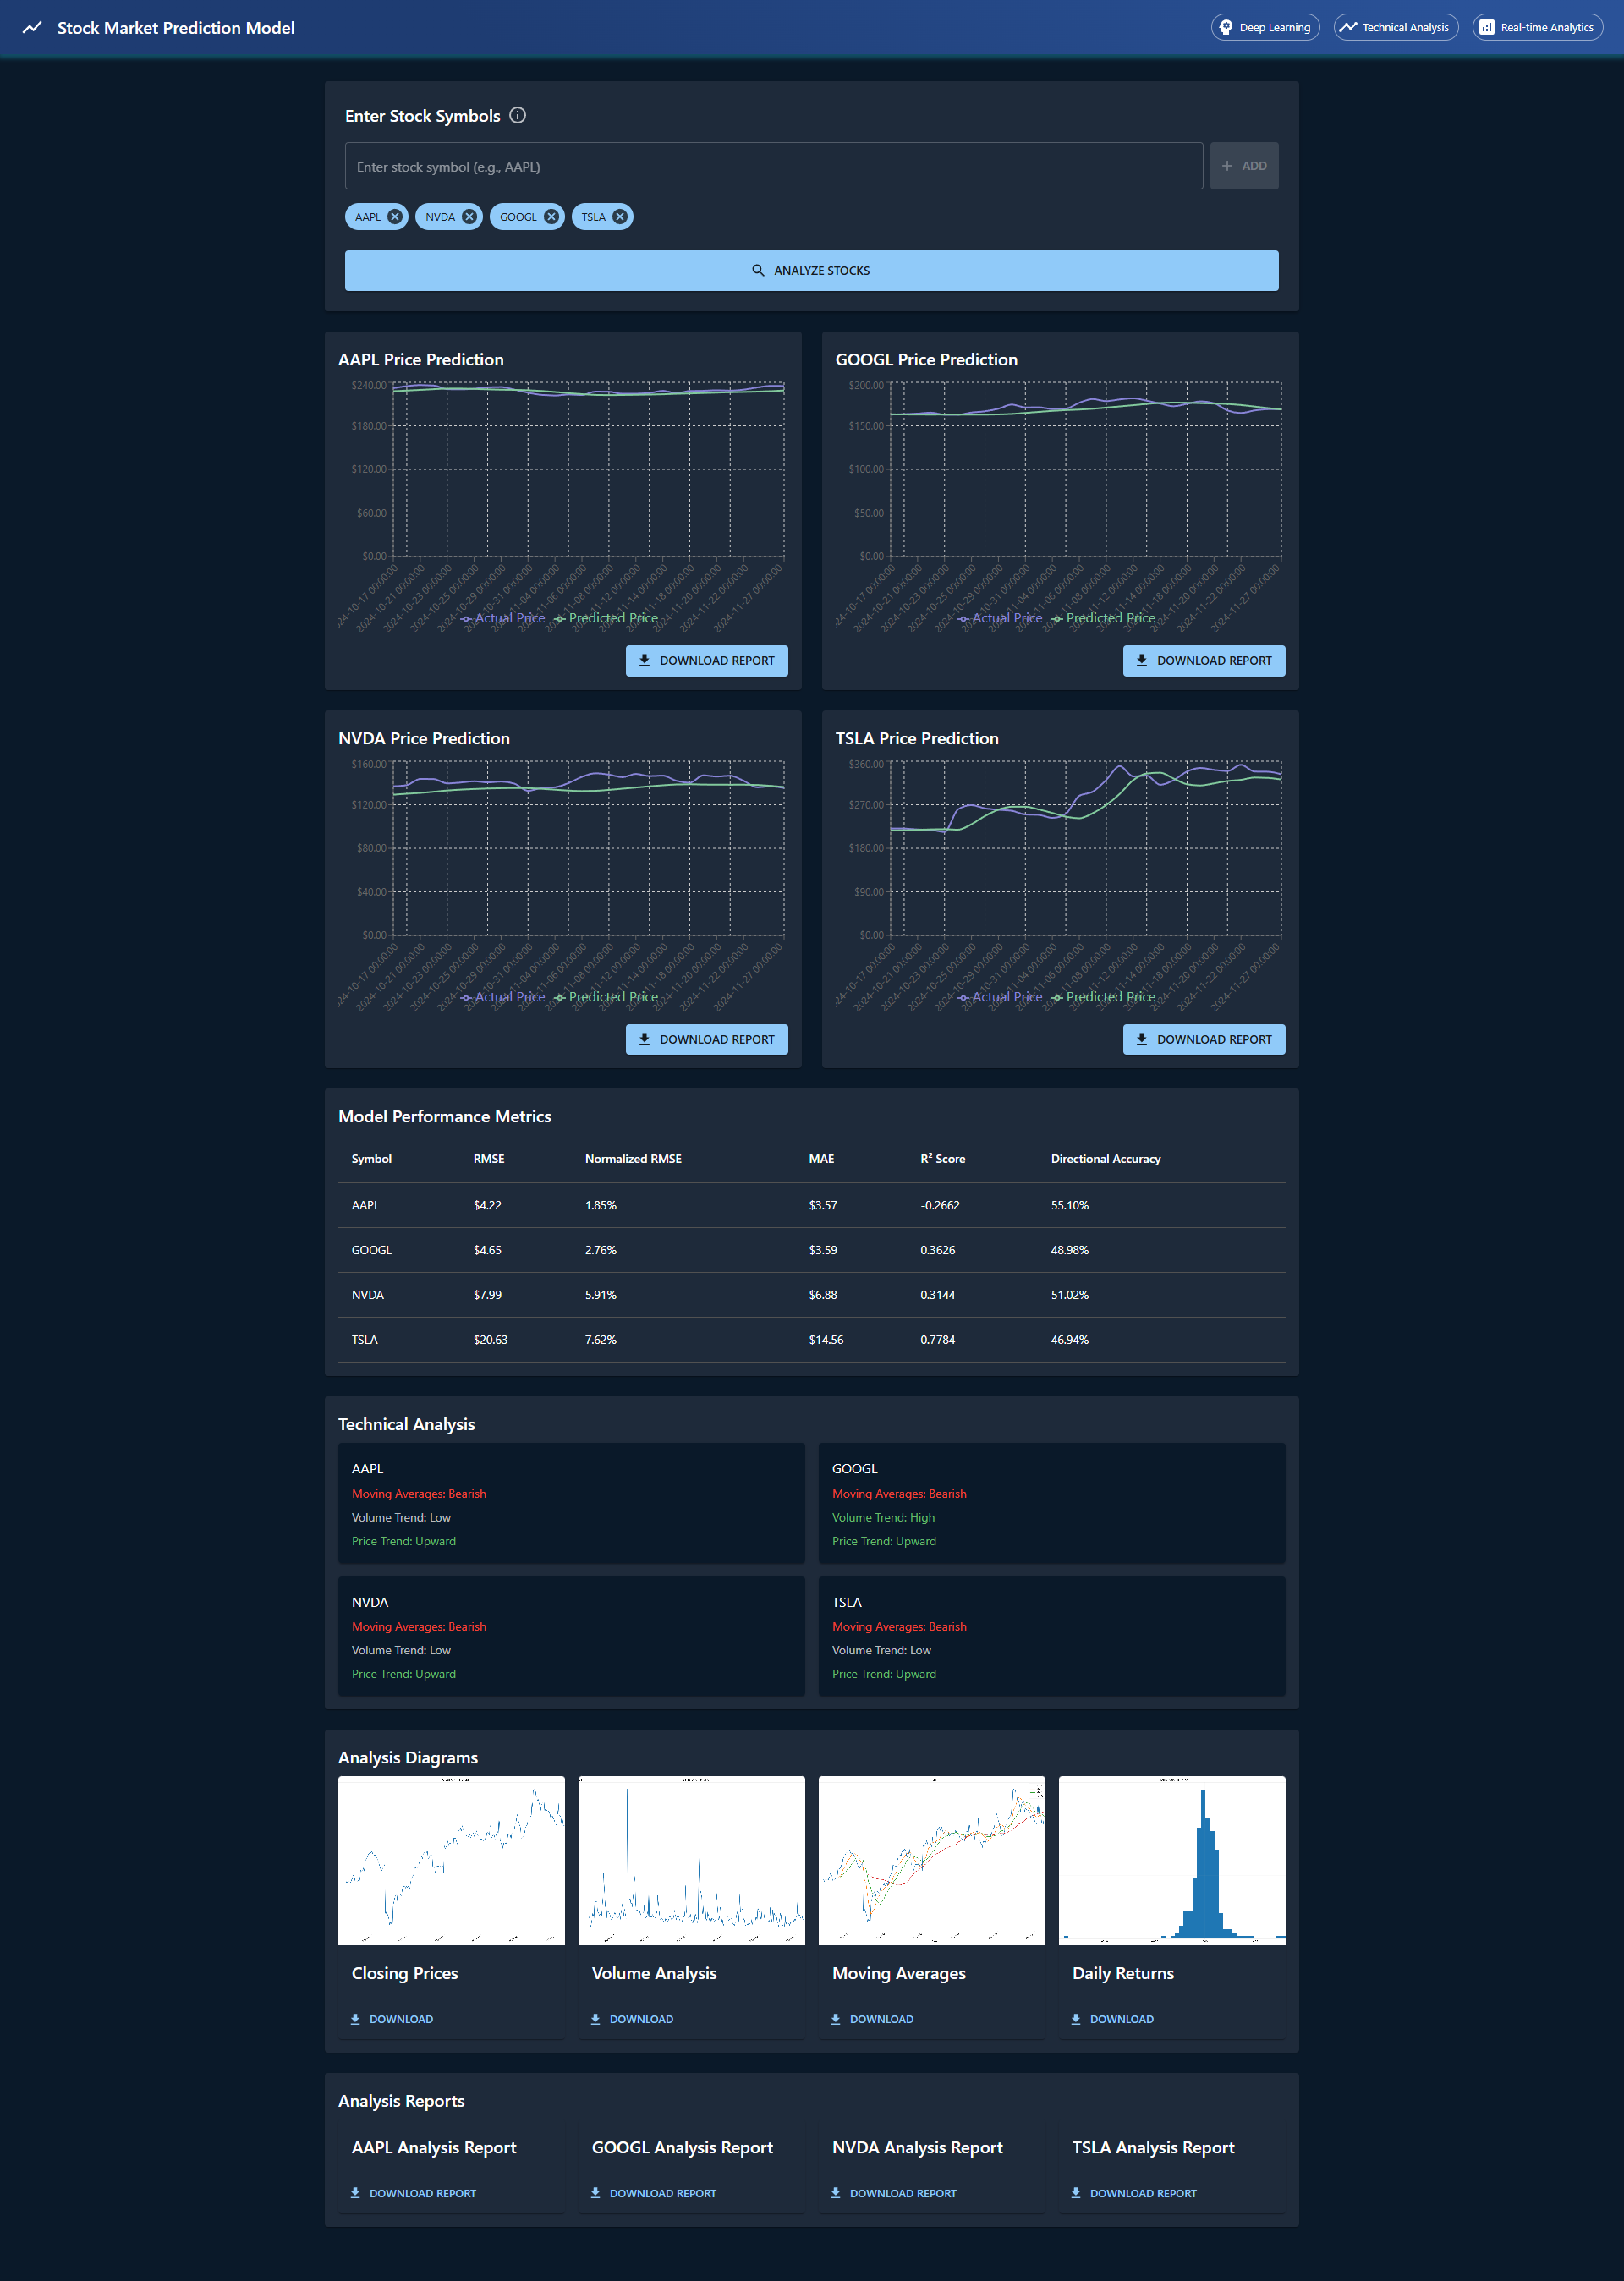 Stock Market Prediction Model
Deep Learning
Technical Analysis
Real-time Analytics
Enter Stock Symbols
Enter stock symbol (e.g., AAPL)
+ ADD
AAPL NVDA GOOGL TSLA
ANALYZE STOCKS
AAPL Price Prediction
$240.00
$180.00
$120.00
$60.00
$0.00
24-10-17 00:00:00
2024-10-21 00:00:00
2024-10-23 00:00:00
2024-10-25 00:00:00
2024-10-29 00:00:00
2024-10-31 00:00:00
2024-11-04 00:00:00
2024-11-06 00:00:00
2024-11-08 00:00:00
2024-11-12 00:00:00
2024-11-14 00:00:00
2024-11-18 00:00:00
2024-11-20 00:00:00
2024-11-22 00:00:00
2024-11-27 00:00:00
Actual Price Predicted Price
DOWNLOAD REPORT
GOOGL Price Prediction
$200.00
$150.00
$100.00
$50.00
$0.00
24-10-17 00:00:00
2024-10-21 00:00:00
2024-10-23 00:00:00
2024-10-25 00:00:00
2024-10-29 00:00:00
2024-10-31 00:00:00
2024-11-04 00:00:00
2024-11-06 00:00:00
2024-11-08 00:00:00
2024-11-12 00:00:00
2024-11-14 00:00:00
2024-11-18 00:00:00
2024-11-20 00:00:00
2024-11-22 00:00:00
2024-11-27 00:00:00
Actual Price Predicted Price
DOWNLOAD REPORT
NVDA Price Prediction
$160.00
$120.00
$80.00
$40.00
$0.00
24-10-17 00:00:00
2024-10-21 00:00:00
2024-10-23 00:00:00
2024-10-25 00:00:00
2024-10-29 00:00:00
2024-10-31 00:00:00
2024-11-04 00:00:00
2024-11-06 00:00:00
2024-11-08 00:00:00
2024-11-12 00:00:00
2024-11-14 00:00:00
2024-11-18 00:00:00
2024-11-20 00:00:00
2024-11-22 00:00:00
2024-11-27 00:00:00
Actual Price Predicted Price
DOWNLOAD REPORT
TSLA Price Prediction
$360.00
$270.00
$180.00
$90.00
$0.00
24-10-17 00:00:00
2024-10-21 00:00:00
2024-10-23 00:00:00
2024-10-25 00:00:00
2024-10-29 00:00:00
2024-10-31 00:00:00
2024-11-04 00:00:00
2024-11-06 00:00:00
2024-11-08 00:00:00
2024-11-12 00:00:00
2024-11-14 00:00:00
2024-11-18 00:00:00
2024-11-20 00:00:00
2024-11-22 00:00:00
2024-11-27 00:00:00
Actual Price Predicted Price
DOWNLOAD REPORT
Model Performance Metrics
Symbol RMSE Normalized RMSE MAE R² Score Directional Accuracy
AAPL $4.22 1.85% $3.57 -0.2662 55.10%
GOOGL $4.65 2.76% $3.59 0.3626 48.98%
NVDA $7.99 5.91% $6.88 0.3144 51.02%
TSLA $20.63 7.62% $14.56 0.7784 46.94%
Technical Analysis
AAPL
Moving Averages: Bearish
Volume Trend: Low
Price Trend: Upward
GOOGL
Moving Averages: Bearish
Volume Trend: High
Price Trend: Upward
NVDA
Moving Averages: Bearish
Volume Trend: Low
Price Trend: Upward
TSLA
Moving Averages: Bearish
Volume Trend: Low
Price Trend: Upward
Analysis Diagrams
Closing Prices
DOWNLOAD
Volume Analysis
DOWNLOAD
Moving Averages
DOWNLOAD
Daily Returns
DOWNLOAD
Analysis Reports
AAPL Analysis Report
DOWNLOAD REPORT
GOOGL Analysis Report
DOWNLOAD REPORT
NVDA Analysis Report
DOWNLOAD REPORT
TSLA Analysis Report
DOWNLOAD REPORT